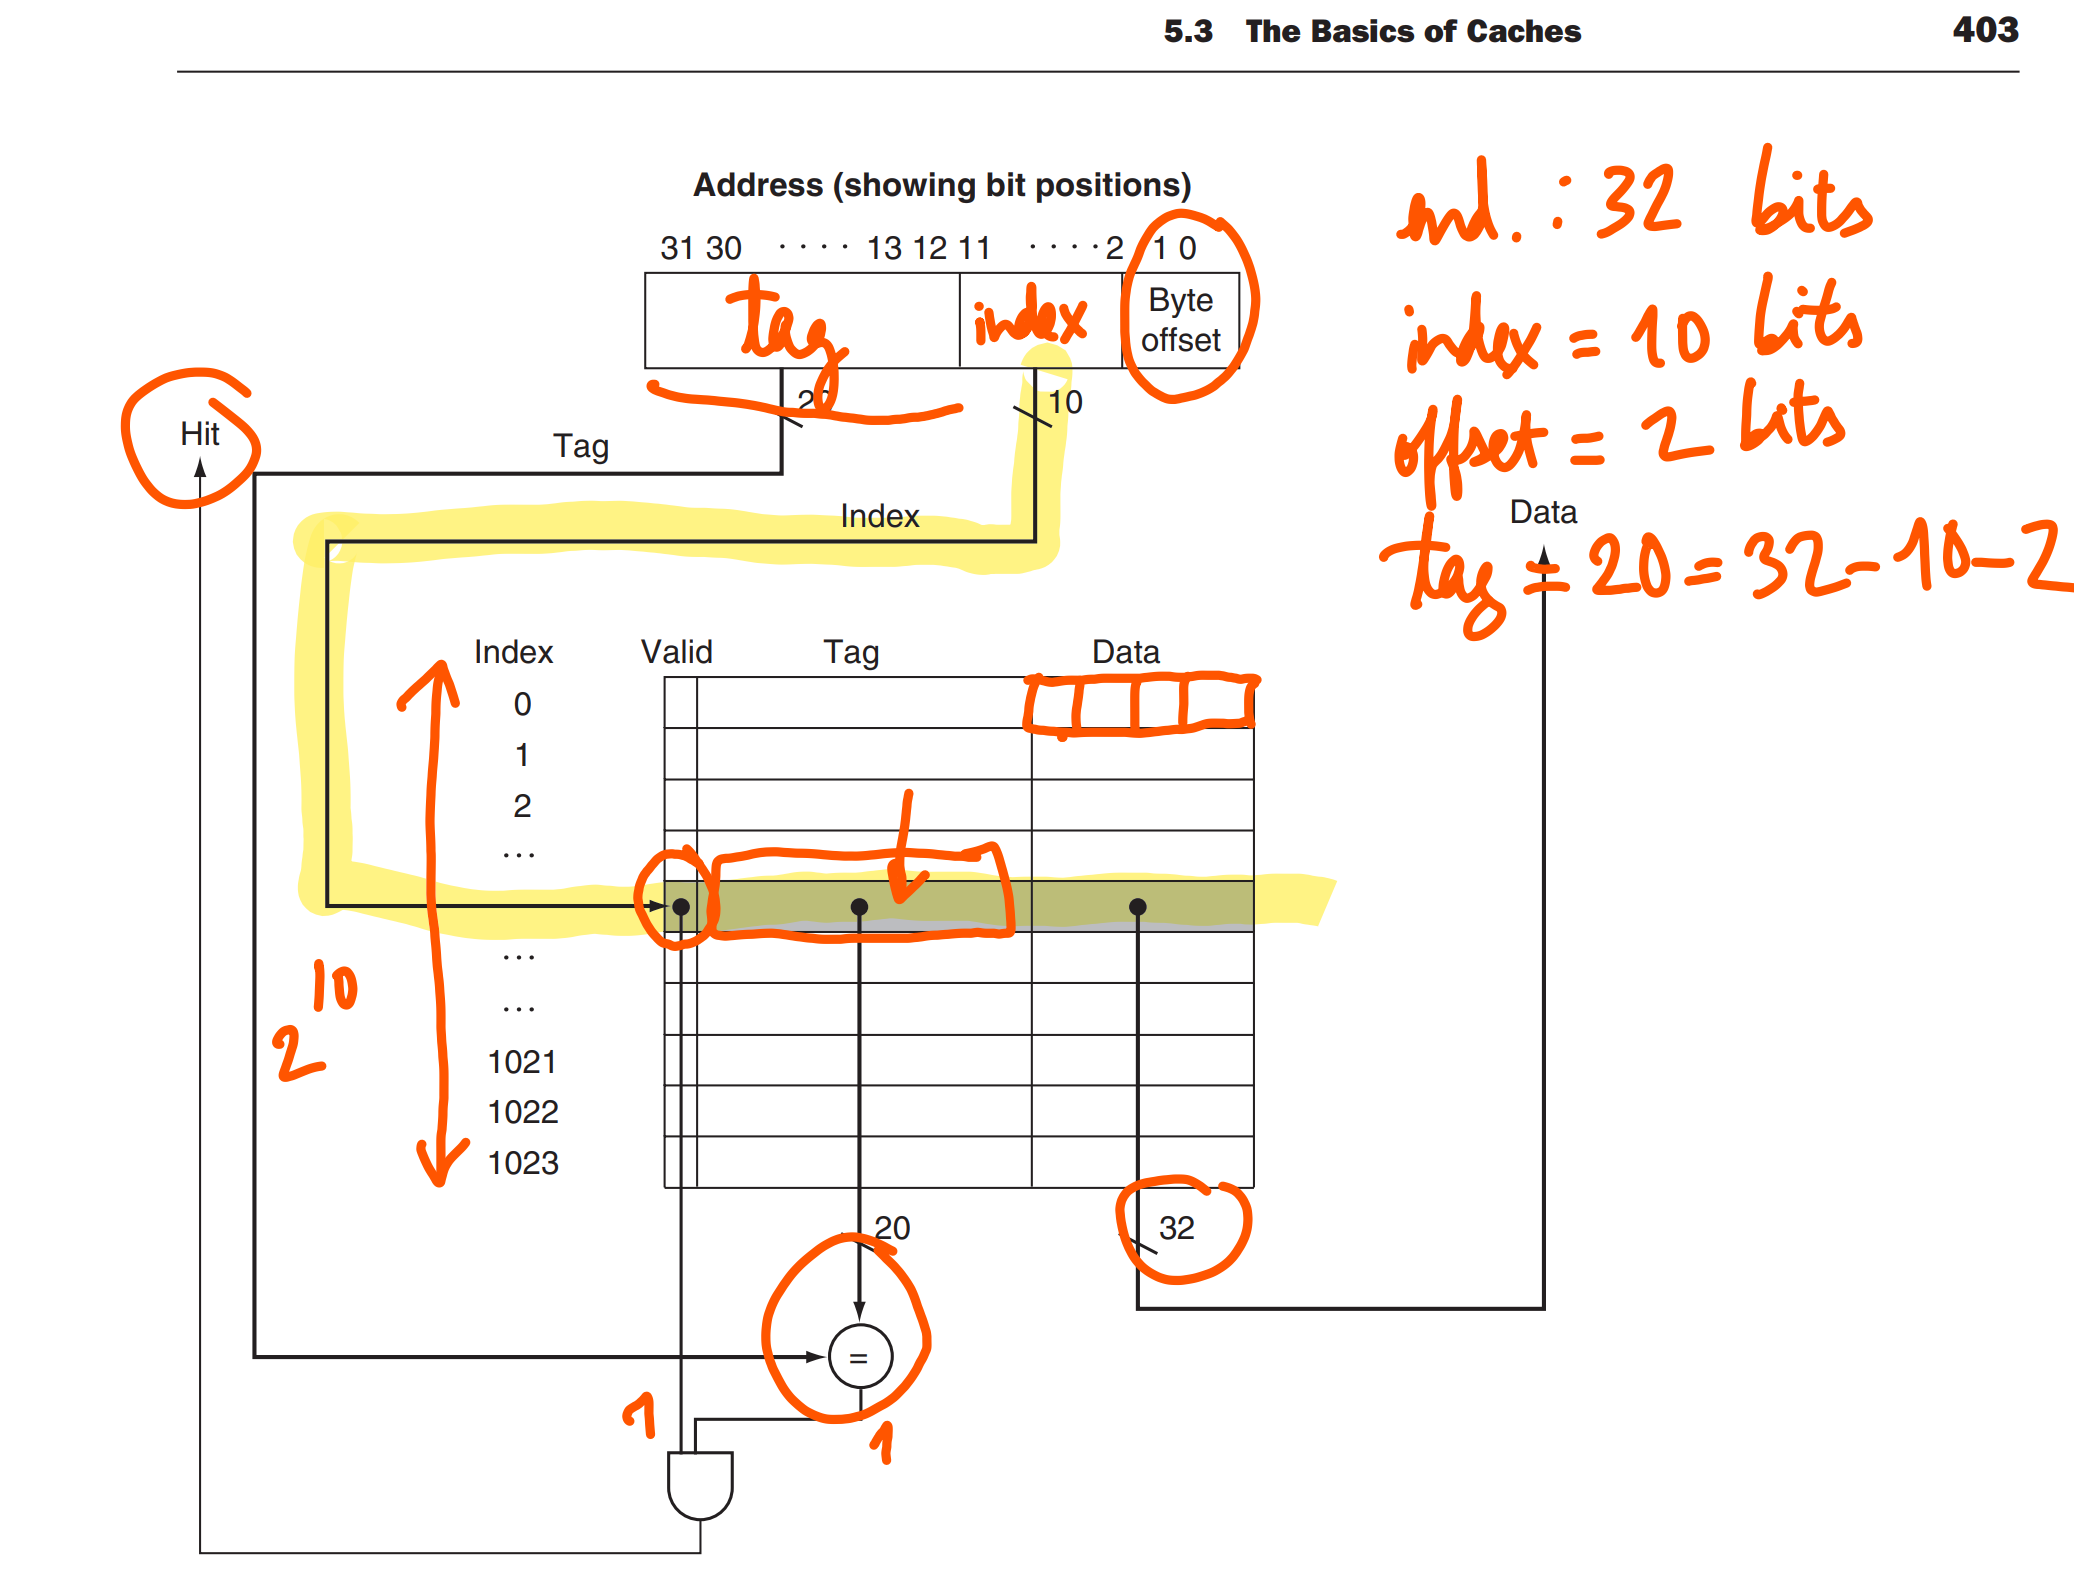 5.3 The Basics of Caches 403
Address (showing bit positions)
31 30 · · · · 13 12 11 · · · · 2 1 0
tag index Byte offset
20 10
Hit
Tag
Index
ind. : 32 bits
index = 10 bits
offset = 2 bits
Data
tag = 20 = 32 - 10 - 2
Index Valid Tag Data
0
1
2
...
...
...
1021
1022
1023
2^10
20 32
=
1 1